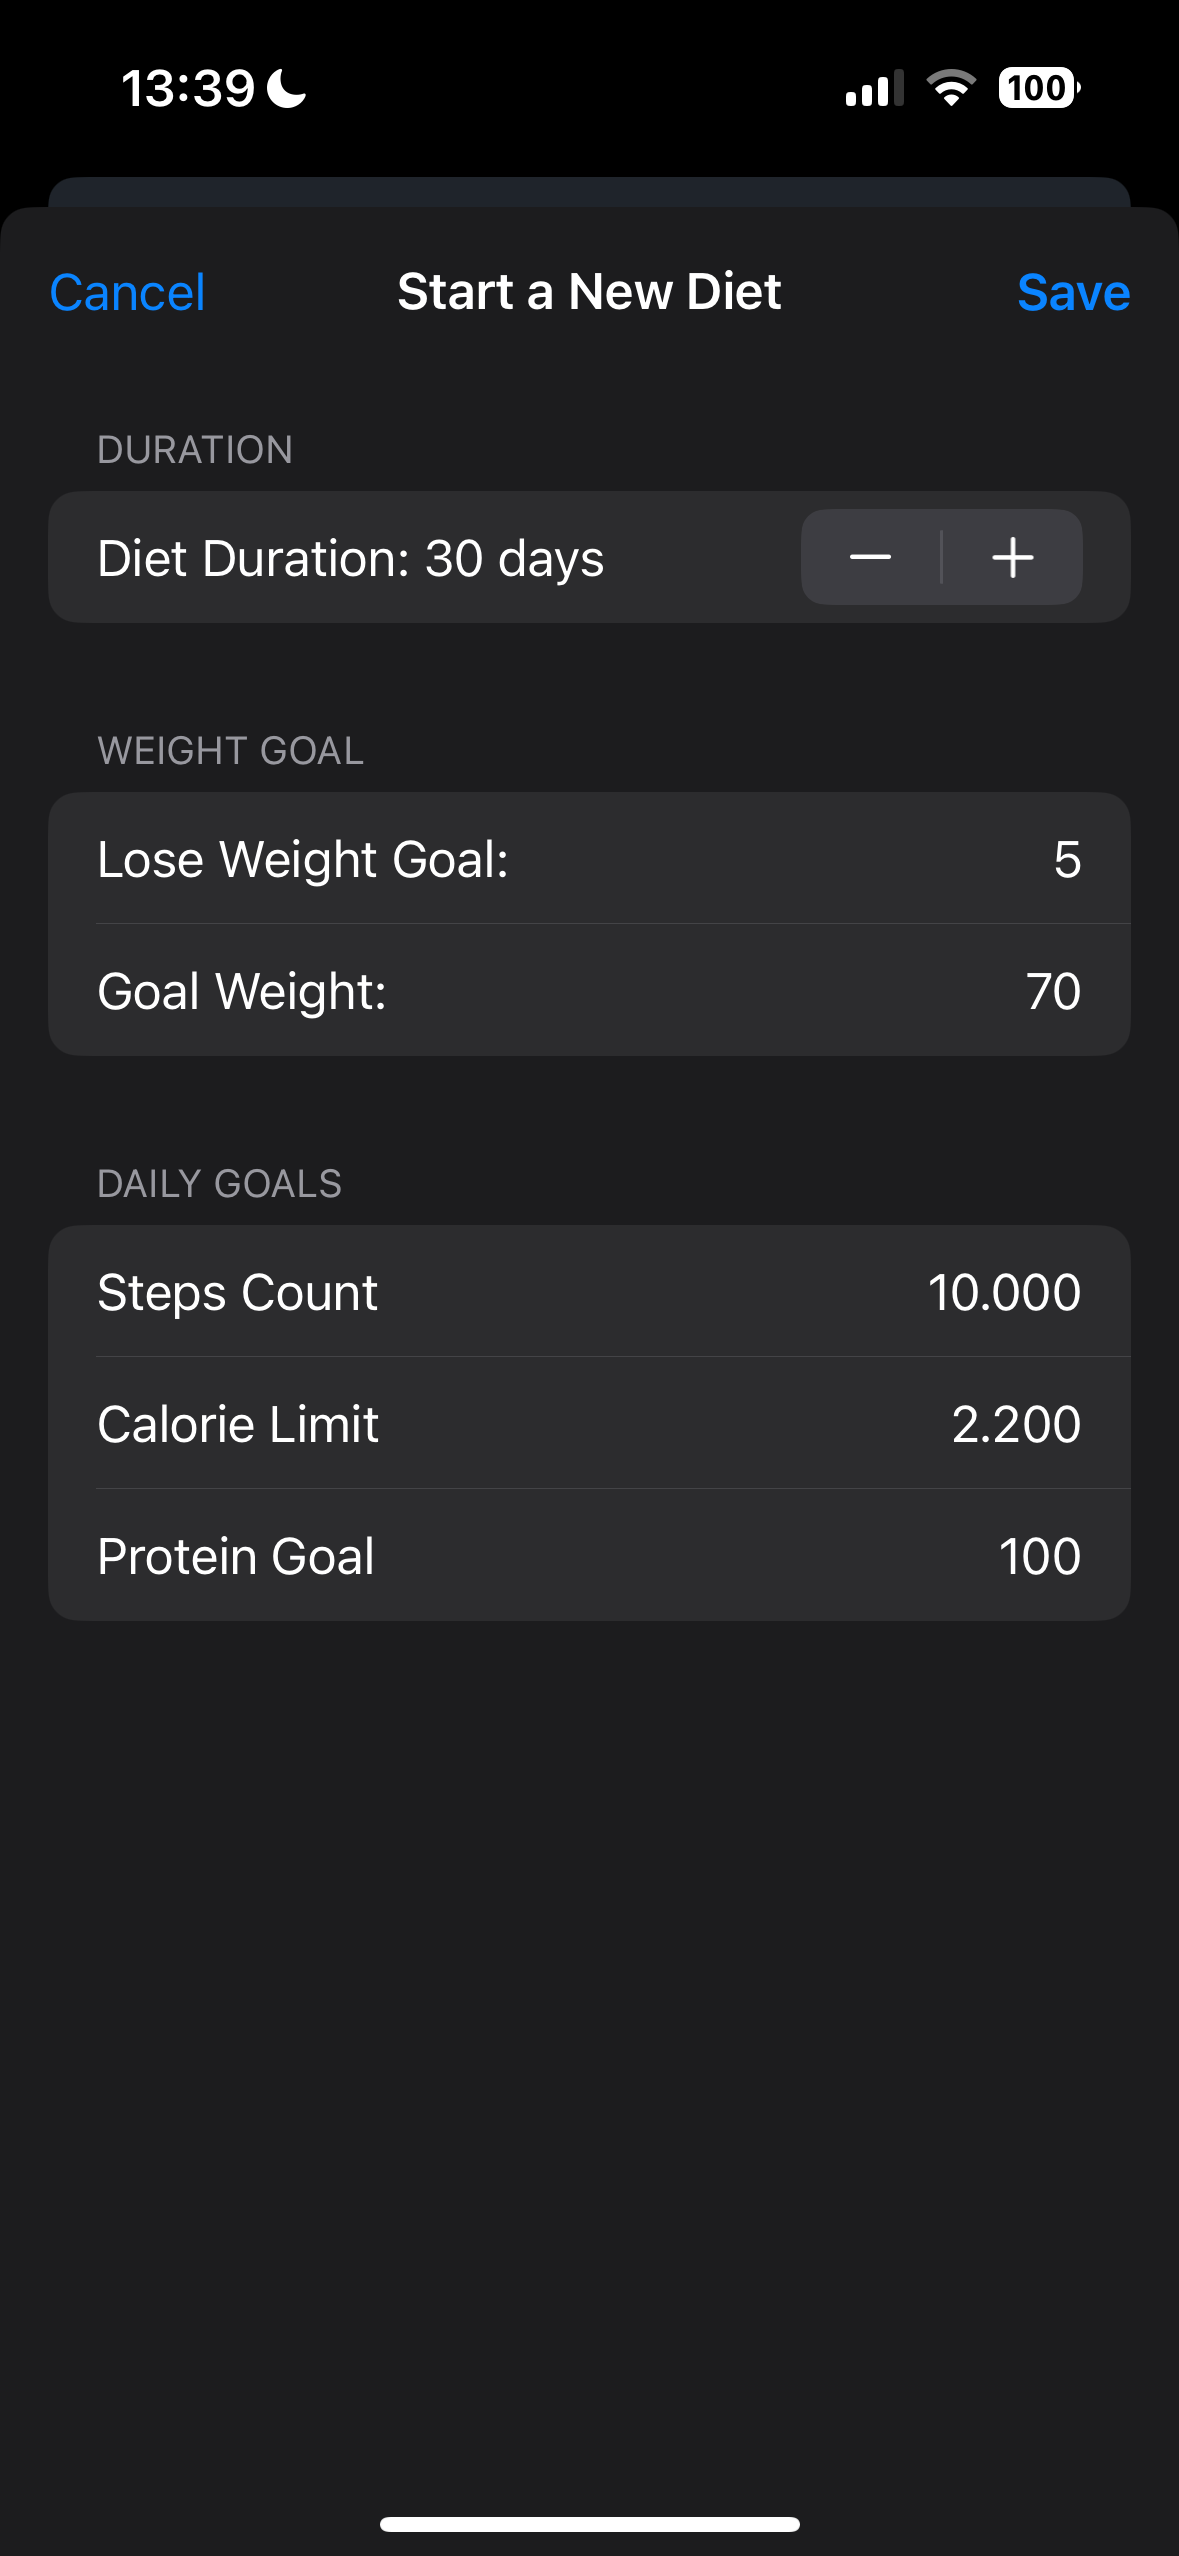 13:39
100
Cancel
Start a New Diet
Save
DURATION
Diet Duration: 30 days
WEIGHT GOAL
Lose Weight Goal: 5
Goal Weight: 70
DAILY GOALS
Steps Count 10.000
Calorie Limit 2.200
Protein Goal 100